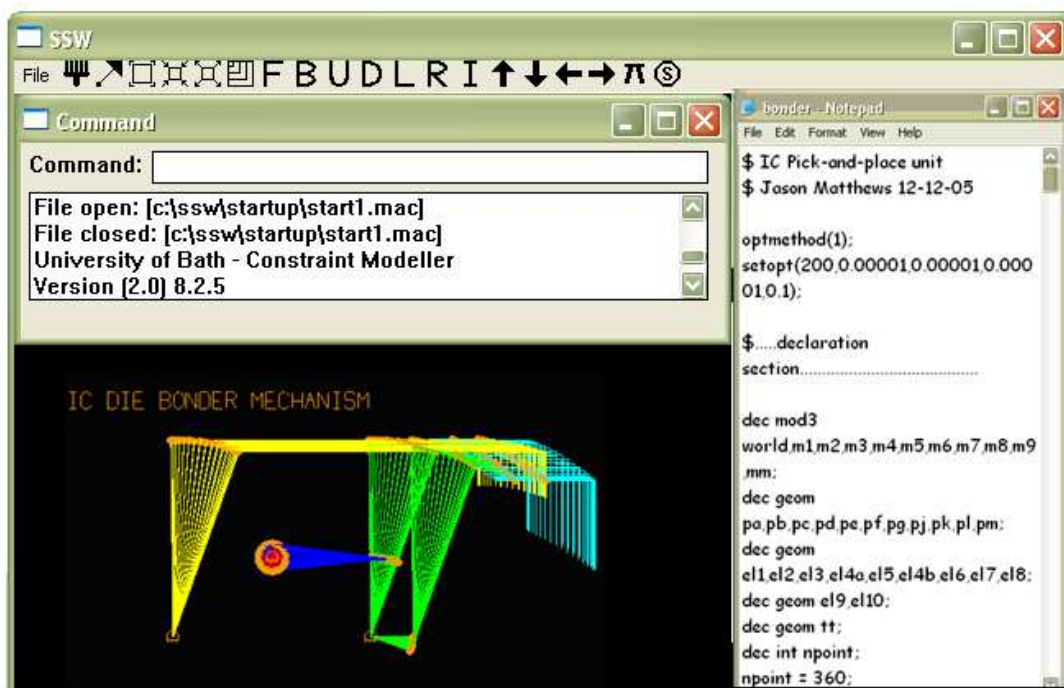 SSW
File F B U D L R I π S
Command
Command:
File open: [c:\ssw\startup\start1.mac]
File closed: [c:\ssw\startup\start1.mac]
University of Bath - Constraint Modeller
Version (2.0) 8.2.5
IC DIE BONDER MECHANISM
bonder - Notepad
File Edit Format View Help
$ IC Pick-and-place unit
$ Jason Matthews 12-12-05
optmethod(1);
setopt(200,0.00001,0.00001,0.000
01,0.1);
$.....declaration
section.......................................
dec mod3
world,m1,m2,m3,m4,m5,m6,m7,m8,m9
,mm;
dec geom
pa,pb,pc,pd,pe,pf,pg,pj,pk,pl,pm;
dec geom
el1,el2,el3,el4a,el5,el4b,el6,el7,el8;
dec geom el9,el10;
dec geom tt;
dec int npoint;
npoint = 360;